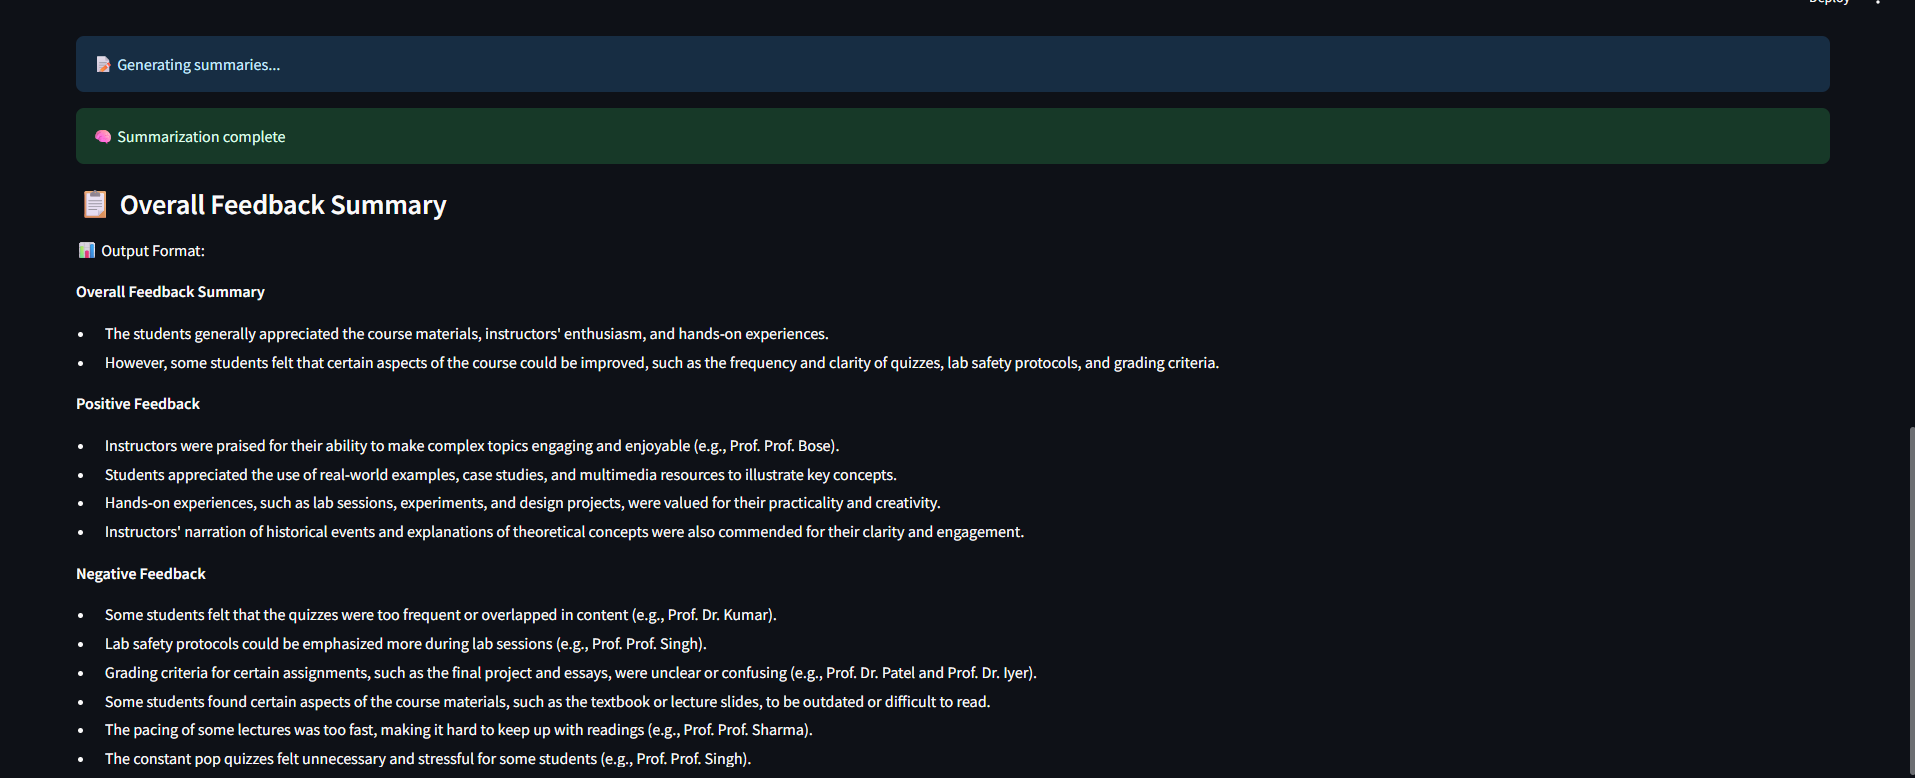 Deploy
Generating summaries...
Summarization complete
Overall Feedback Summary
Output Format:
Overall Feedback Summary
• The students generally appreciated the course materials, instructors' enthusiasm, and hands-on experiences.
• However, some students felt that certain aspects of the course could be improved, such as the frequency and clarity of quizzes, lab safety protocols, and grading criteria.
Positive Feedback
• Instructors were praised for their ability to make complex topics engaging and enjoyable (e.g., Prof. Prof. Bose).
• Students appreciated the use of real-world examples, case studies, and multimedia resources to illustrate key concepts.
• Hands-on experiences, such as lab sessions, experiments, and design projects, were valued for their practicality and creativity.
• Instructors' narration of historical events and explanations of theoretical concepts were also commended for their clarity and engagement.
Negative Feedback
• Some students felt that the quizzes were too frequent or overlapped in content (e.g., Prof. Dr. Kumar).
• Lab safety protocols could be emphasized more during lab sessions (e.g., Prof. Prof. Singh).
• Grading criteria for certain assignments, such as the final project and essays, were unclear or confusing (e.g., Prof. Dr. Patel and Prof. Dr. Iyer).
• Some students found certain aspects of the course materials, such as the textbook or lecture slides, to be outdated or difficult to read.
• The pacing of some lectures was too fast, making it hard to keep up with readings (e.g., Prof. Prof. Sharma).
• The constant pop quizzes felt unnecessary and stressful for some students (e.g., Prof. Prof. Singh).